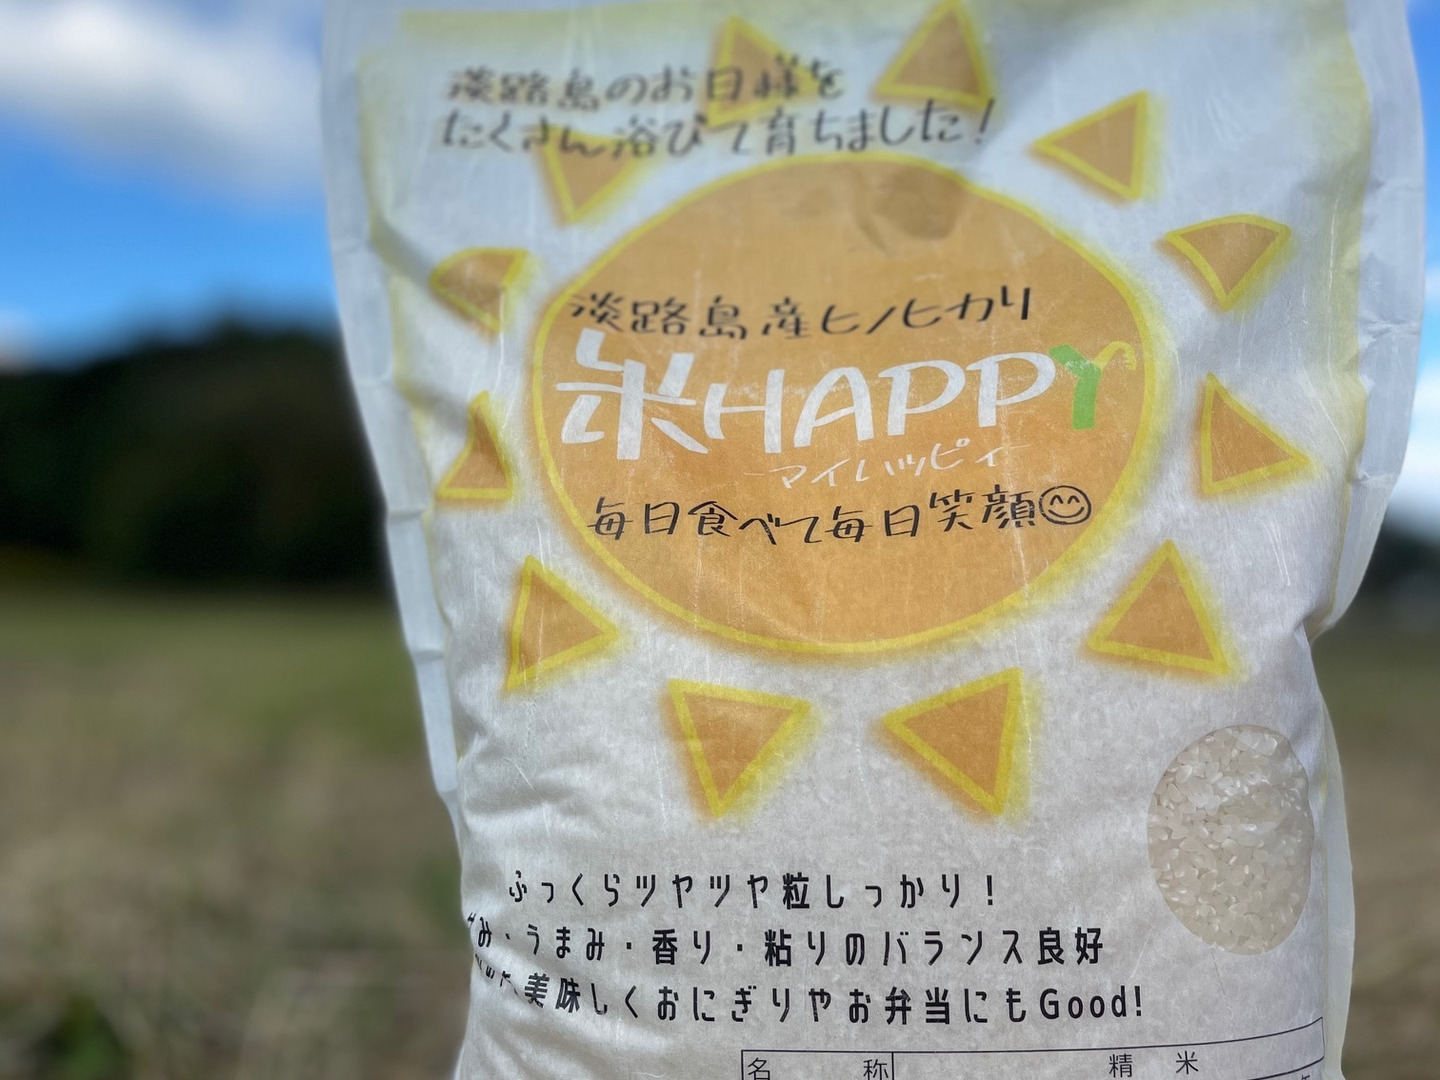 淡路島のお日様を
たくさん浴びて育ちました！
淡路島産ヒノヒカリ
米HAPPY
ーマイハッピィー
毎日食べて毎日笑顔😊
ふっくらツヤツヤ粒しっかり！
み・うまみ・香り・粘りのバランス良好
美味しくおにぎりやお弁当にもGood!
名称 精米